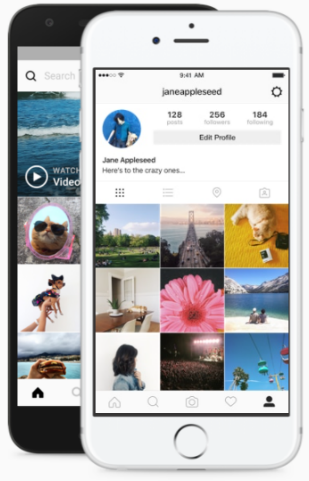 Search
WATCH
Video
9:41 AM
janeappleseed
128
256
184
posts
followers
following
Edit Profile
Jane Appleseed
Here's to the crazy ones...